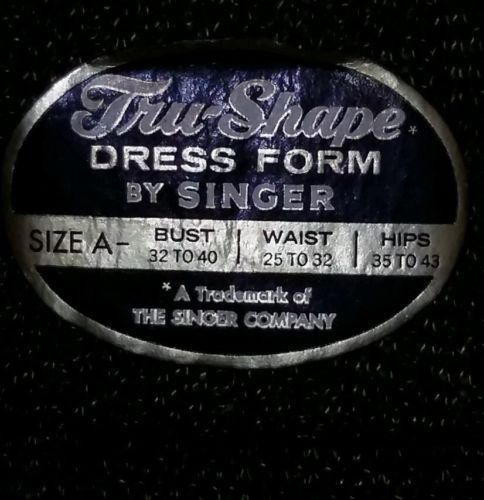 Tru-Shape*
DRESS FORM
BY SINGER
SIZE A- BUST 32 TO 40 | WAIST 25 TO 32 | HIPS 35 TO 43
*A Trademark of
THE SINGER COMPANY